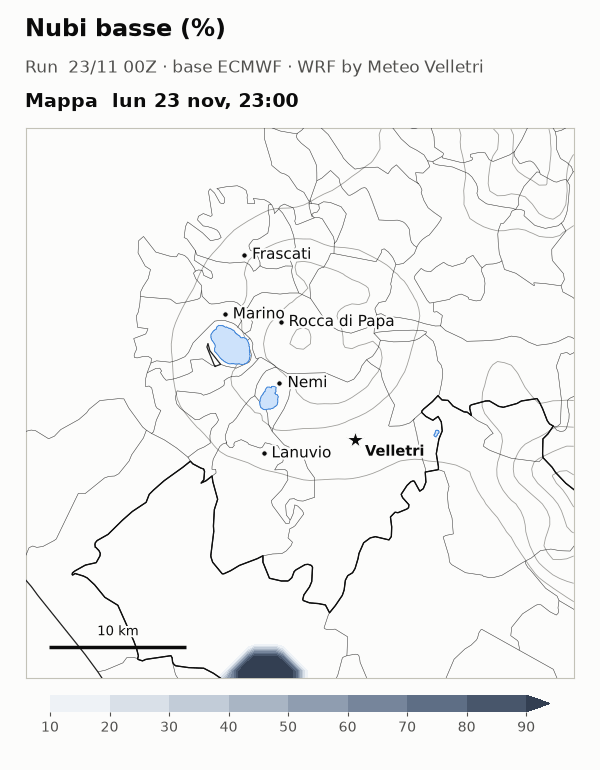 Nubi basse (%)
Run  23/11 00Z · base ECMWF · WRF by Meteo Velletri
Mappa  lun 23 nov, 23:00
Frascati
Marino
Rocca di Papa
Nemi
Velletri
Lanuvio
10 km
10 20 30 40 50 60 70 80 90